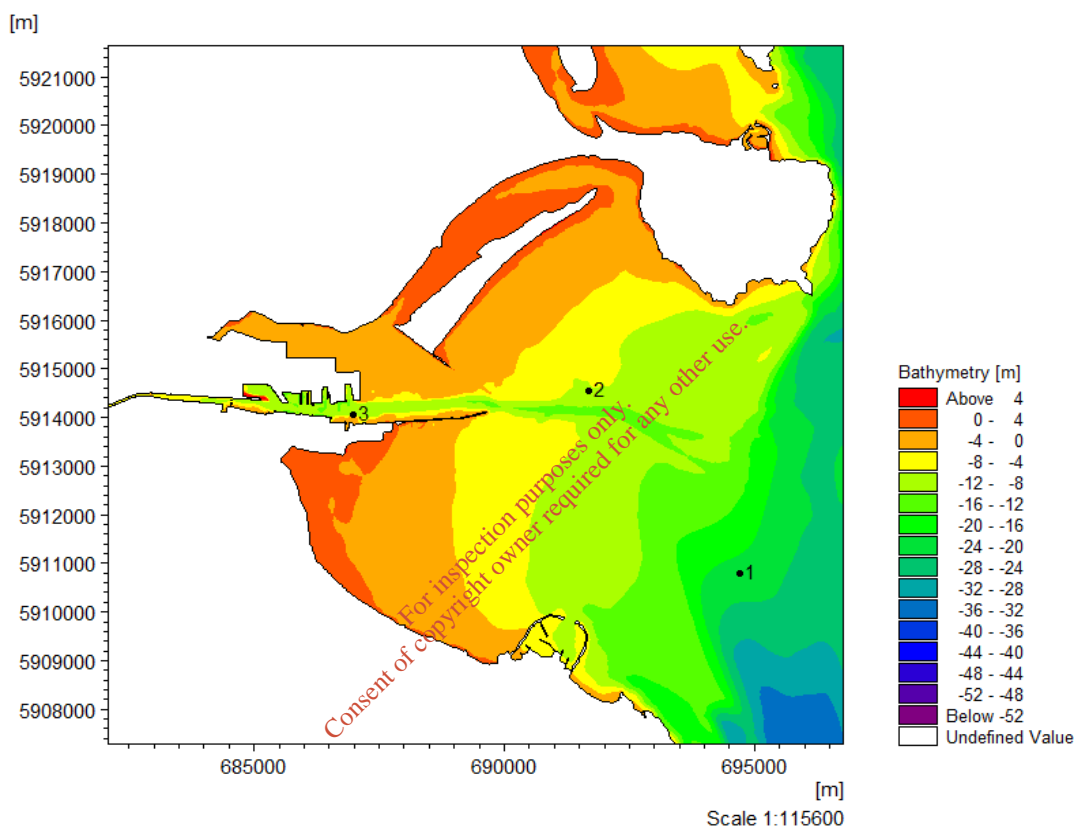 [m]
5921000
5920000
5919000
5918000
5917000
5916000
5915000
5914000
5913000
5912000
5911000
5910000
5909000
5908000
2
3
1
For inspection purposes only.
Consent of copyright owner required for any other use.
685000
690000
695000
[m]
Scale 1:115600
Bathymetry [m]
Above 4
0 - 4
-4 - 0
-8 - -4
-12 - -8
-16 - -12
-20 - -16
-24 - -20
-28 - -24
-32 - -28
-36 - -32
-40 - -36
-44 - -40
-48 - -44
-52 - -48
Below -52
Undefined Value